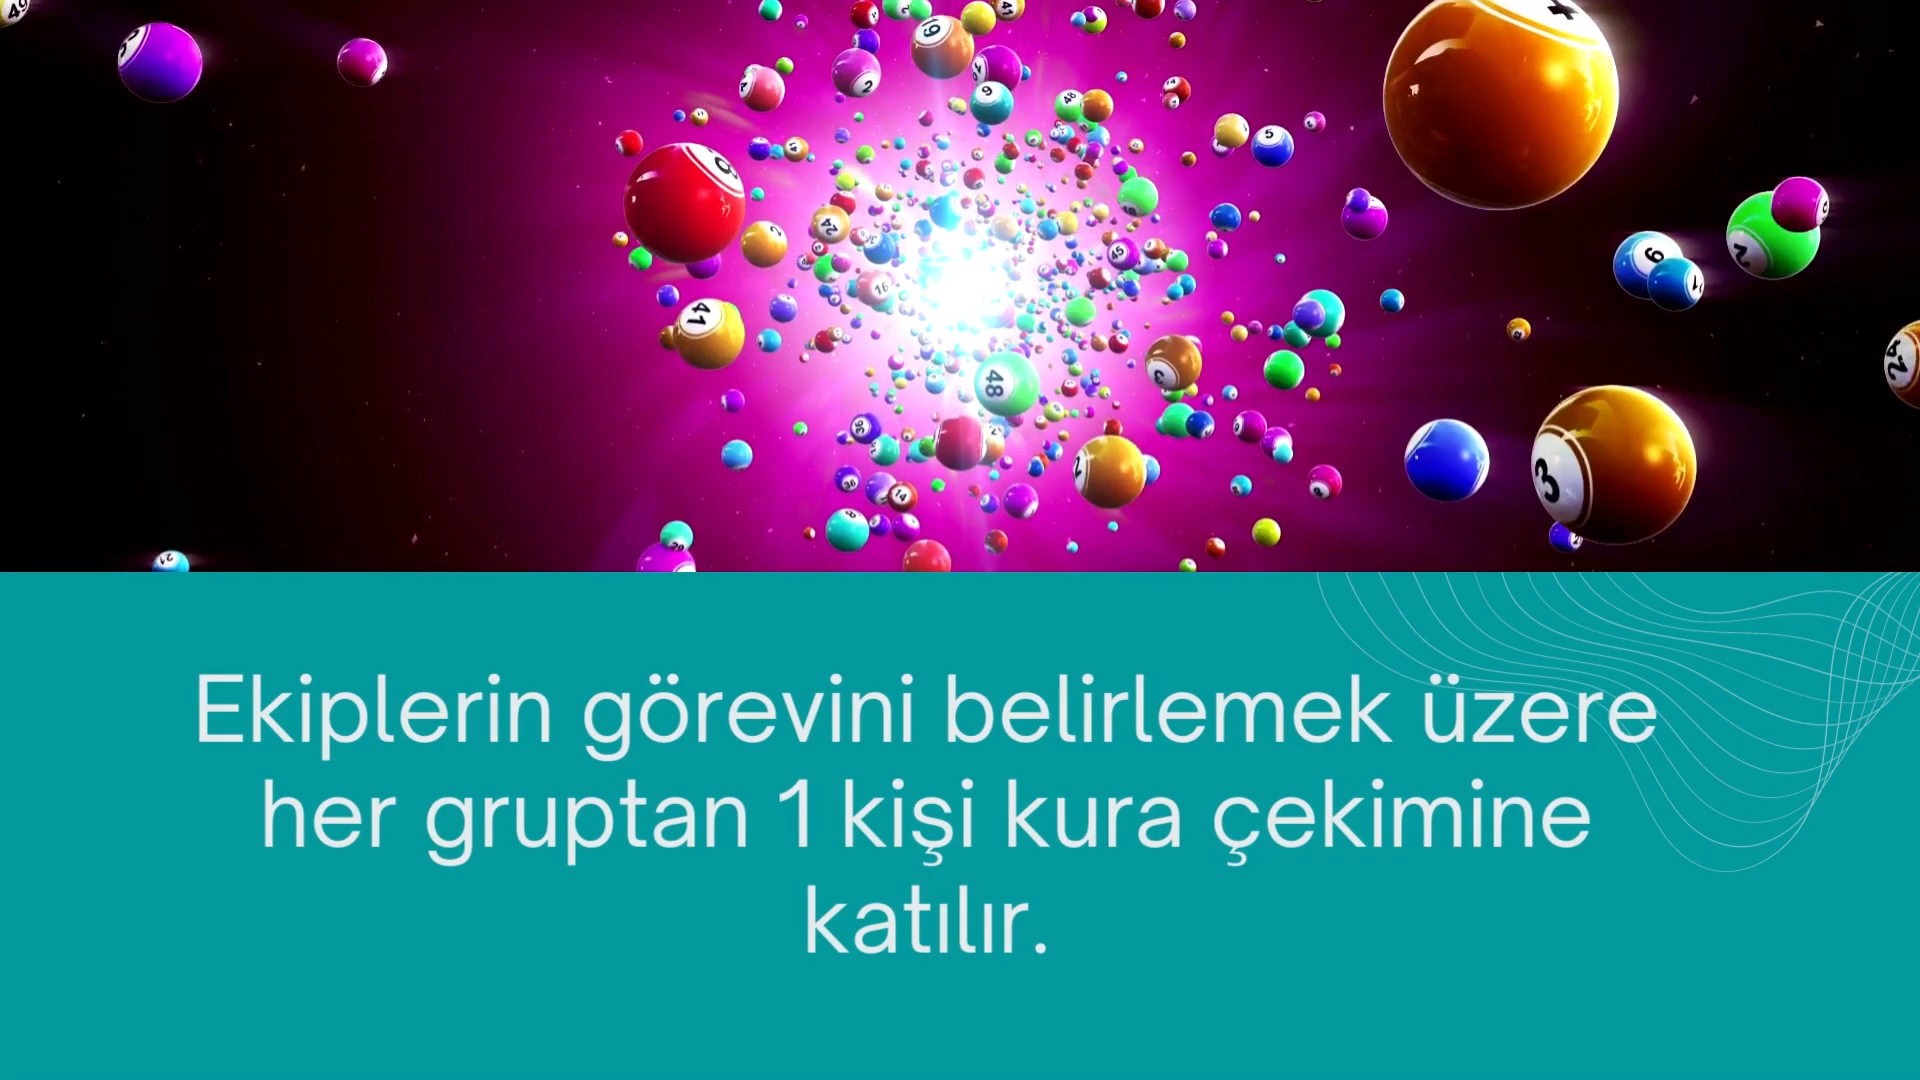 Ekiplerin görevini belirlemek üzere
her gruptan 1 kişi kura çekimine
katılır.